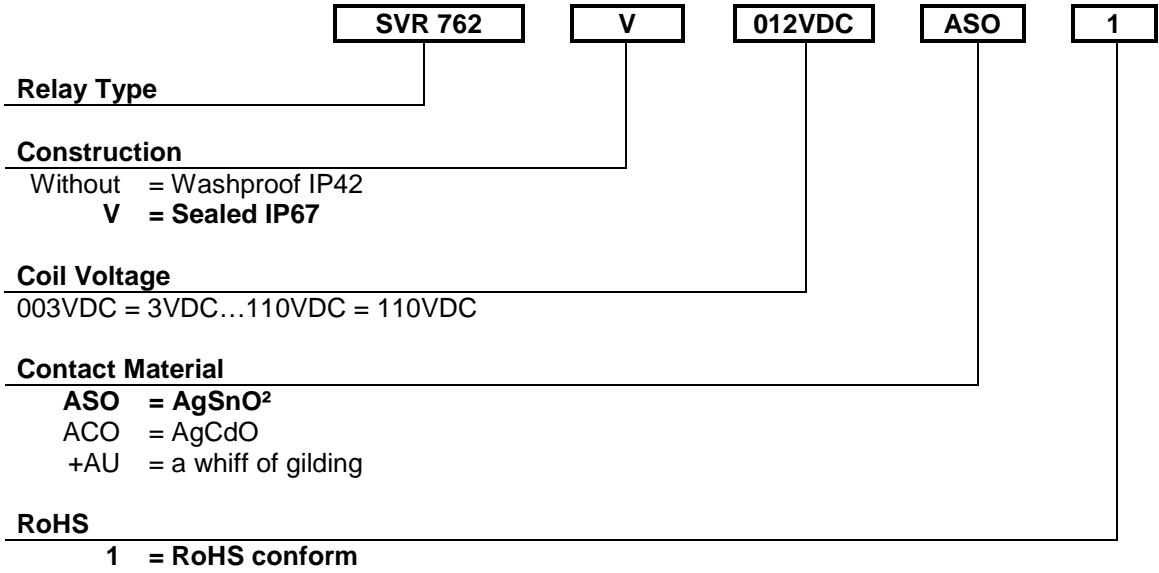 SVR 762 V 012VDC ASO 1
Relay Type
Construction
Without = Washproof IP42
V = Sealed IP67
Coil Voltage
003VDC = 3VDC…110VDC = 110VDC
Contact Material
ASO = AgSnO²
ACO = AgCdO
+AU = a whiff of gilding
RoHS
1 = RoHS conform